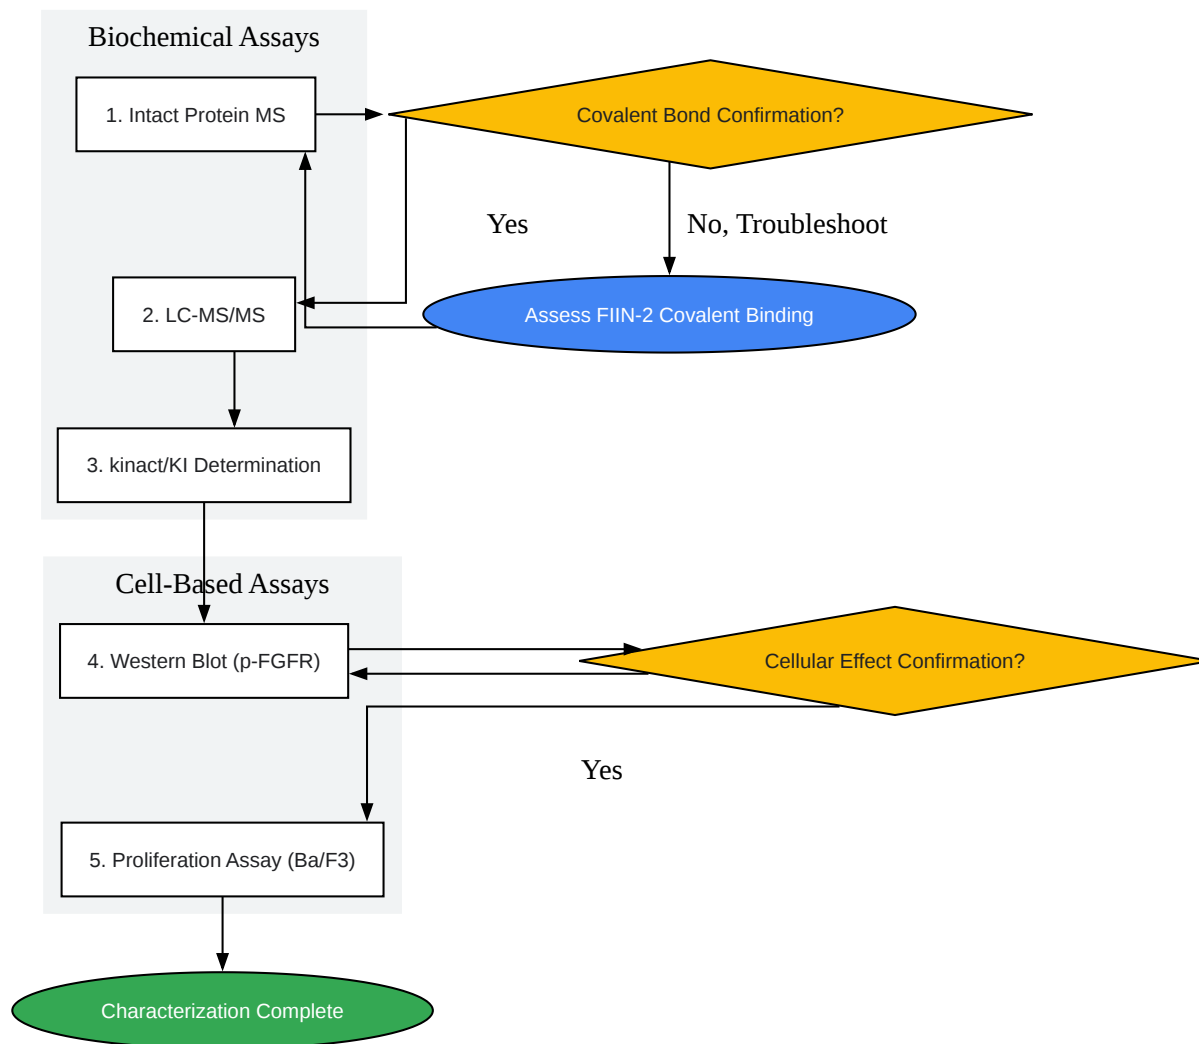 Biochemical Assays
1. Intact Protein MS
Covalent Bond Confirmation?
Yes
No, Troubleshoot
2. LC-MS/MS
Assess FIIN-2 Covalent Binding
3. kinact/KI Determination
Cell-Based Assays
4. Western Blot (p-FGFR)
Cellular Effect Confirmation?
Yes
5. Proliferation Assay (Ba/F3)
Characterization Complete